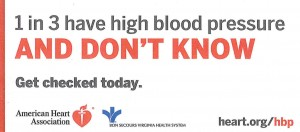 1 in 3 have high blood pressure
AND DON'T KNOW
Get checked today.
American Heart
Association
BON SECOURS VIRGINIA HEALTH SYSTEM
heart.org/hbp